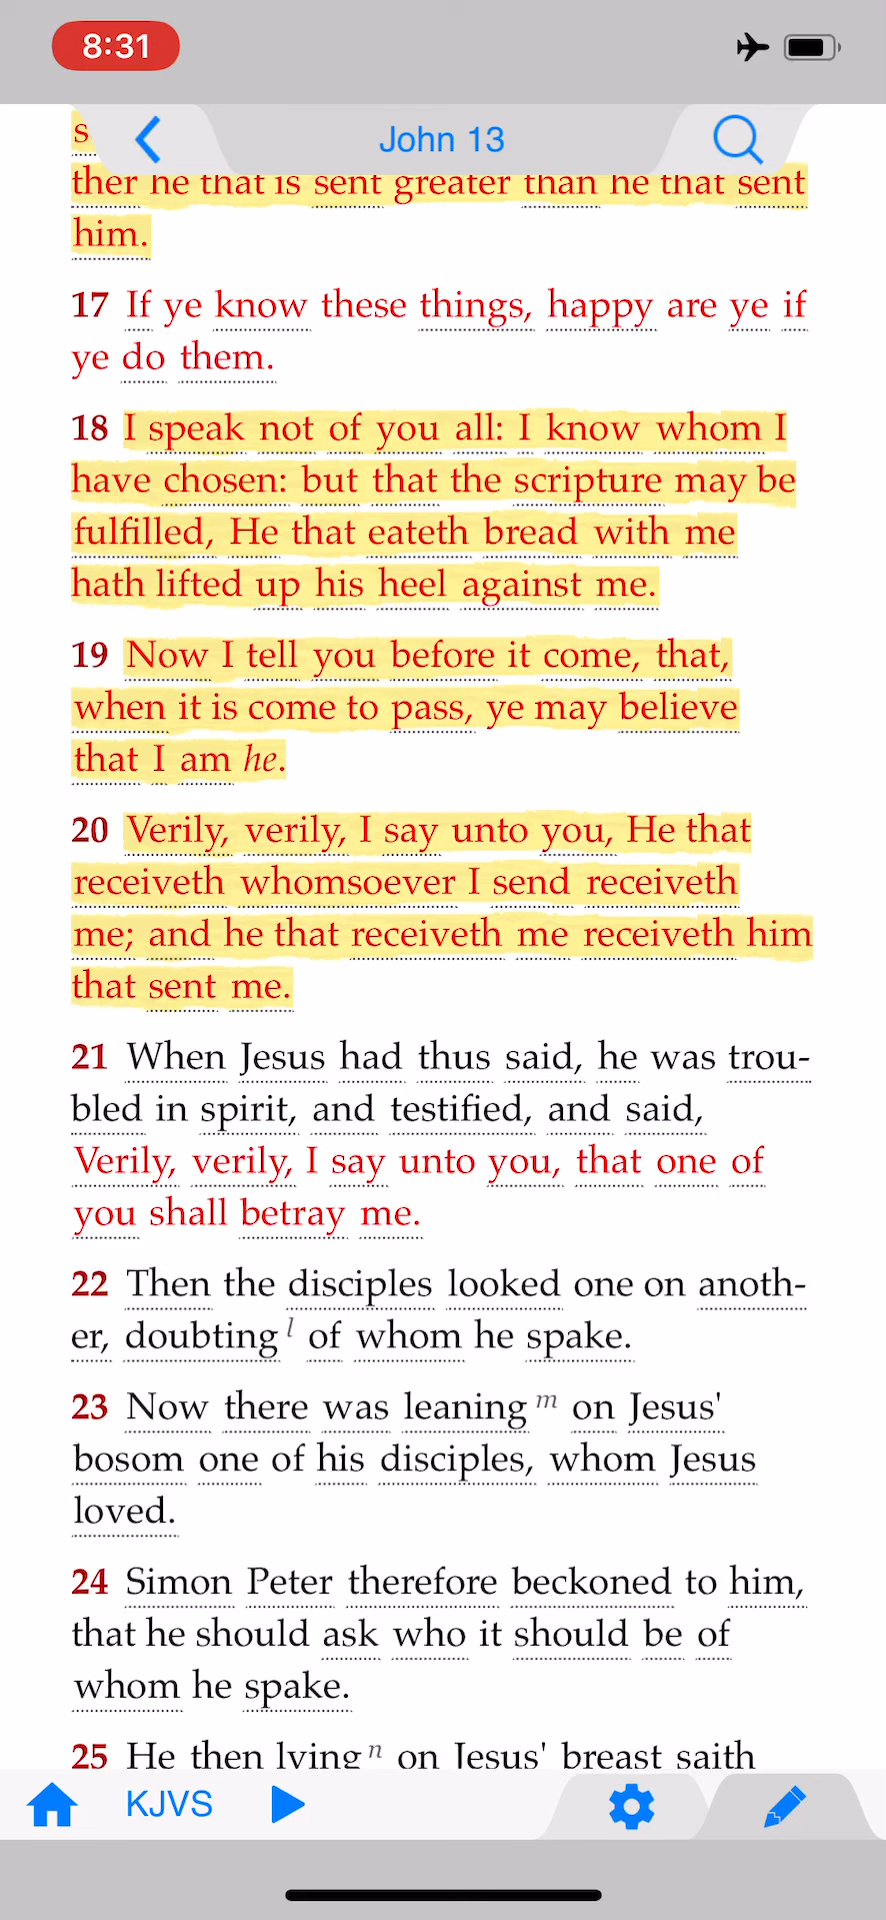 8:31
John 13
s
ther he that is sent greater than he that sent
him.
17 If ye know these things, happy are ye if
ye do them.
18 I speak not of you all: I know whom I
have chosen: but that the scripture may be
fulfilled, He that eateth bread with me
hath lifted up his heel against me.
19 Now I tell you before it come, that,
when it is come to pass, ye may believe
that I am he.
20 Verily, verily, I say unto you, He that
receiveth whomsoever I send receiveth
me; and he that receiveth me receiveth him
that sent me.
21 When Jesus had thus said, he was trou-
bled in spirit, and testified, and said,
Verily, verily, I say unto you, that one of
you shall betray me.
22 Then the disciples looked one on anoth-
er, doubting l of whom he spake.
23 Now there was leaning m on Jesus'
bosom one of his disciples, whom Jesus
loved.
24 Simon Peter therefore beckoned to him,
that he should ask who it should be of
whom he spake.
25 He then lying n on Jesus' breast saith
KJVS